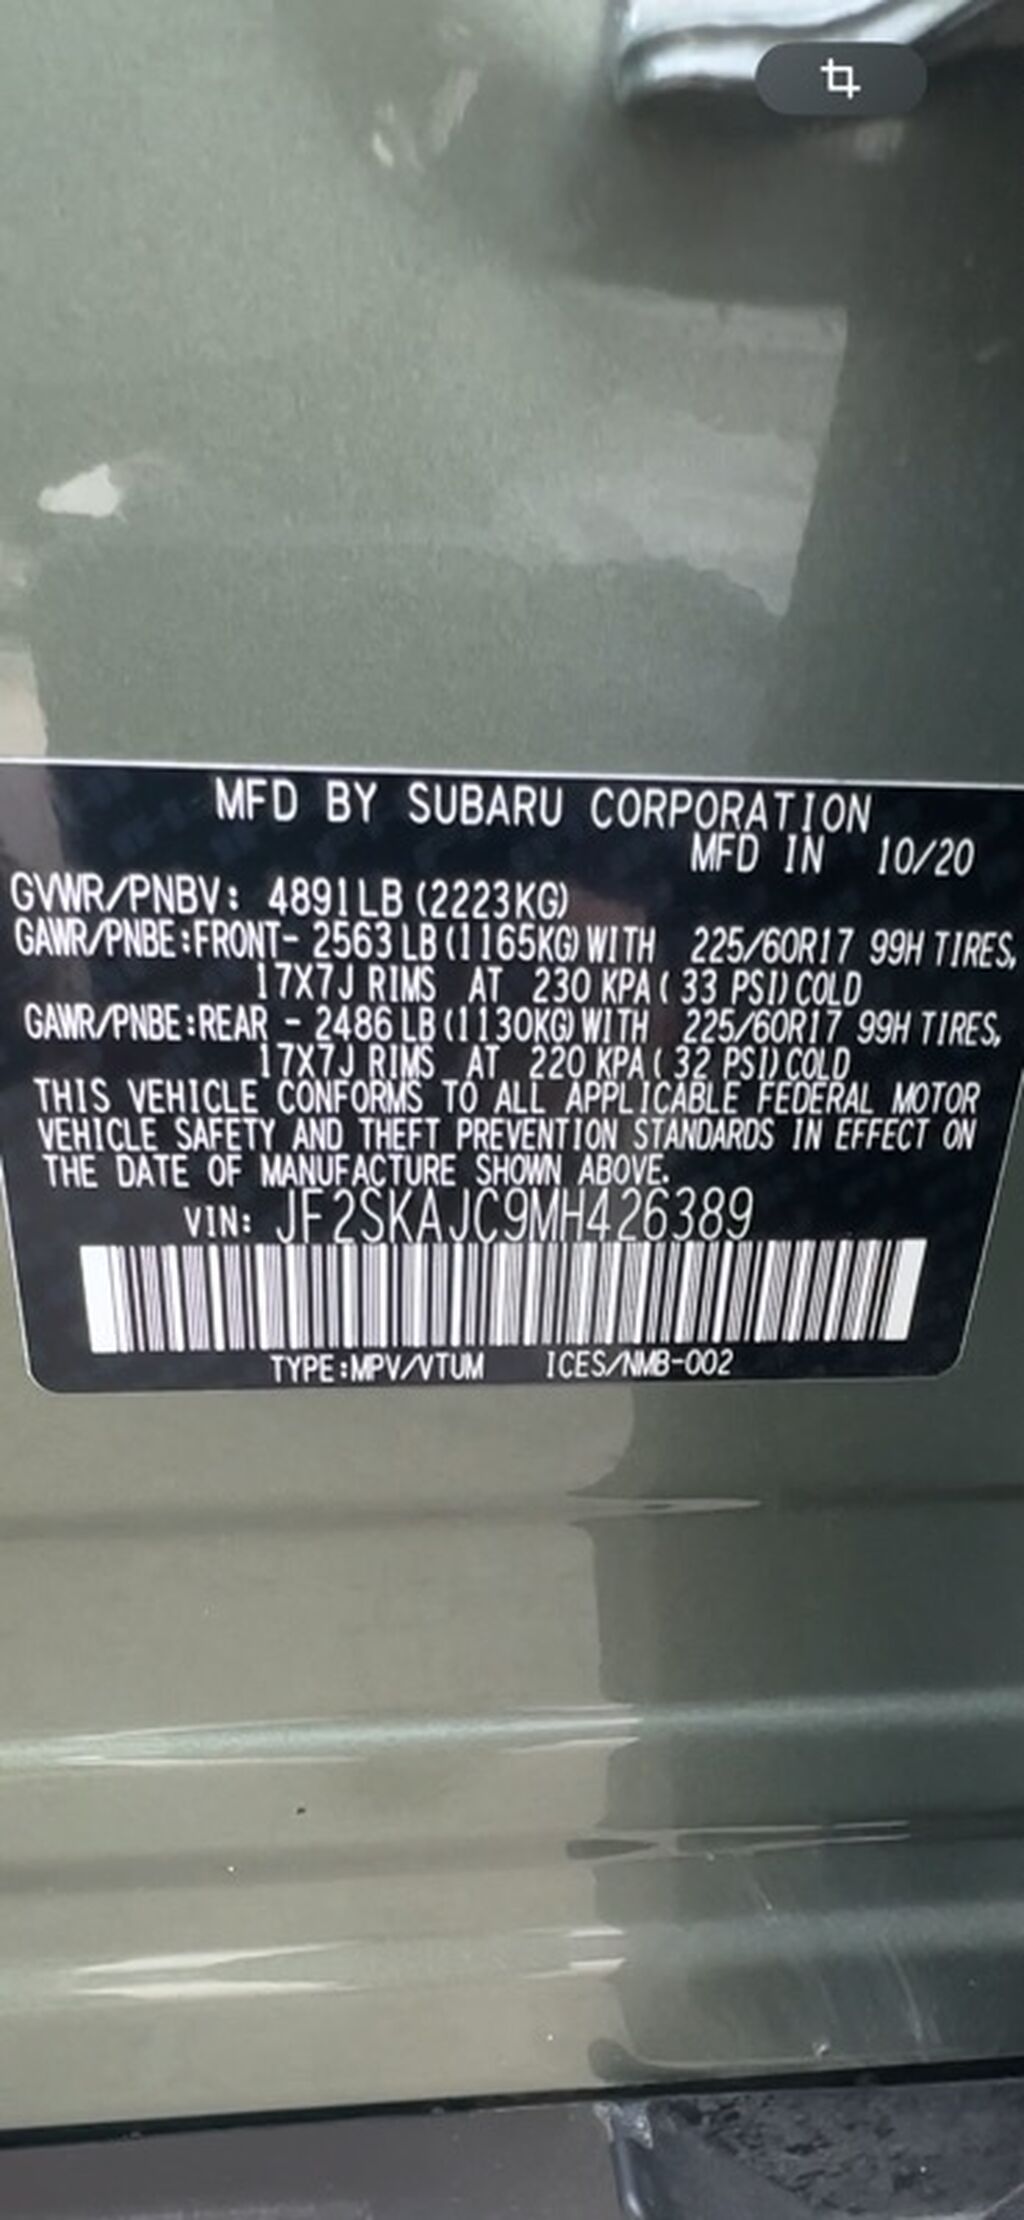 MFD BY SUBARU CORPORATION
MFD IN 10/20
GVWR/PNBV: 4891LB (2223KG)
GAWR/PNBE:FRONT- 2563 LB (1165KG) WITH 225/60R17 99H TIRES,
17X7J RIMS AT 230 KPA ( 33 PSI) COLD
GAWR/PNBE:REAR - 2486 LB (1130KG) WITH 225/60R17 99H TIRES,
17X7J RIMS AT 220 KPA ( 32 PSI) COLD
THIS VEHICLE CONFORMS TO ALL APPLICABLE FEDERAL MOTOR
VEHICLE SAFETY AND THEFT PREVENTION STANDARDS IN EFFECT ON
THE DATE OF MANUFACTURE SHOWN ABOVE.
VIN: JF2SKAJC9MH426389
TYPE:MPV/VTUM ICES/NMB-002